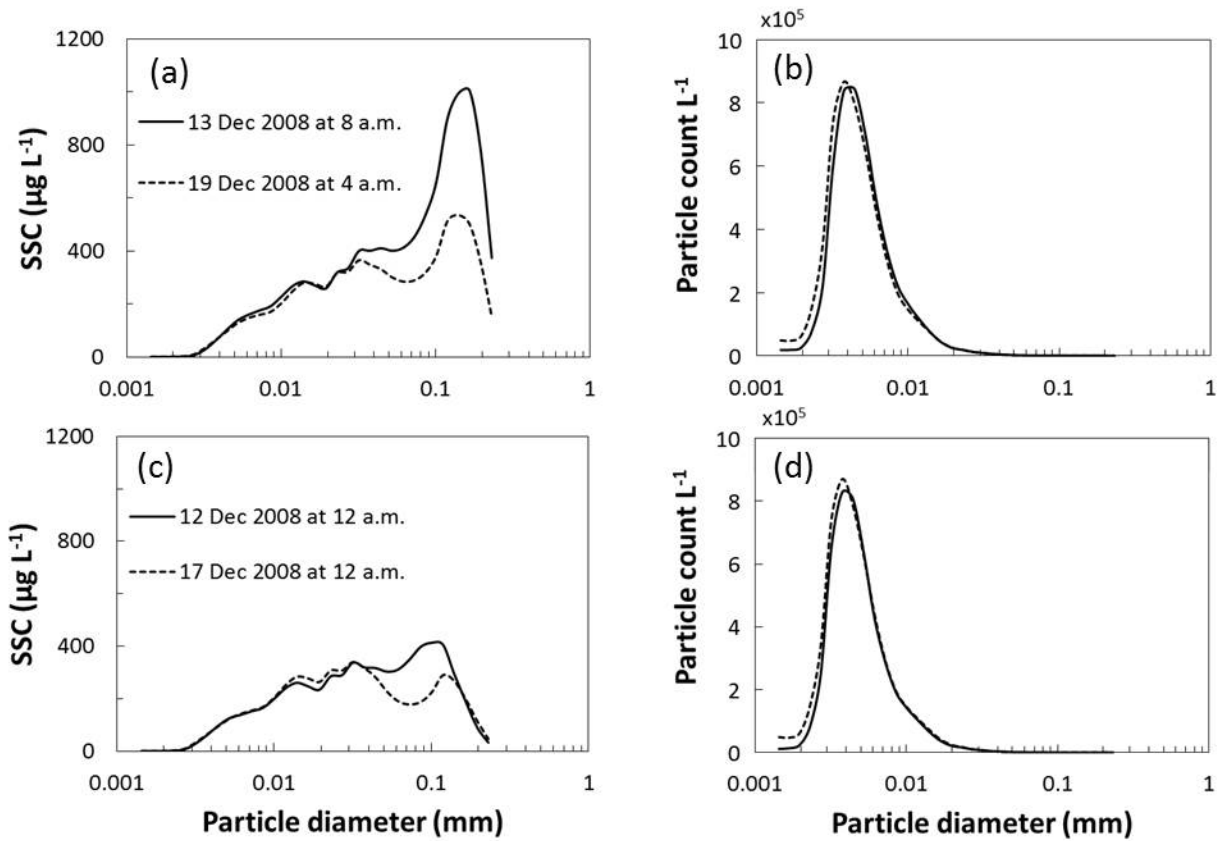 (a)
SSC (µg L⁻¹)
1200
800
400
0
13 Dec 2008 at 8 a.m.
19 Dec 2008 at 4 a.m.
0.001 0.01 0.1 1
x10⁵
(b)
Particle count L⁻¹
10
8
6
4
2
0
0.001 0.01 0.1 1
(c)
SSC (µg L⁻¹)
1200
800
400
0
12 Dec 2008 at 12 a.m.
17 Dec 2008 at 12 a.m.
0.001 0.01 0.1 1
Particle diameter (mm)
x10⁵
(d)
Particle count L⁻¹
10
8
6
4
2
0
0.001 0.01 0.1 1
Particle diameter (mm)